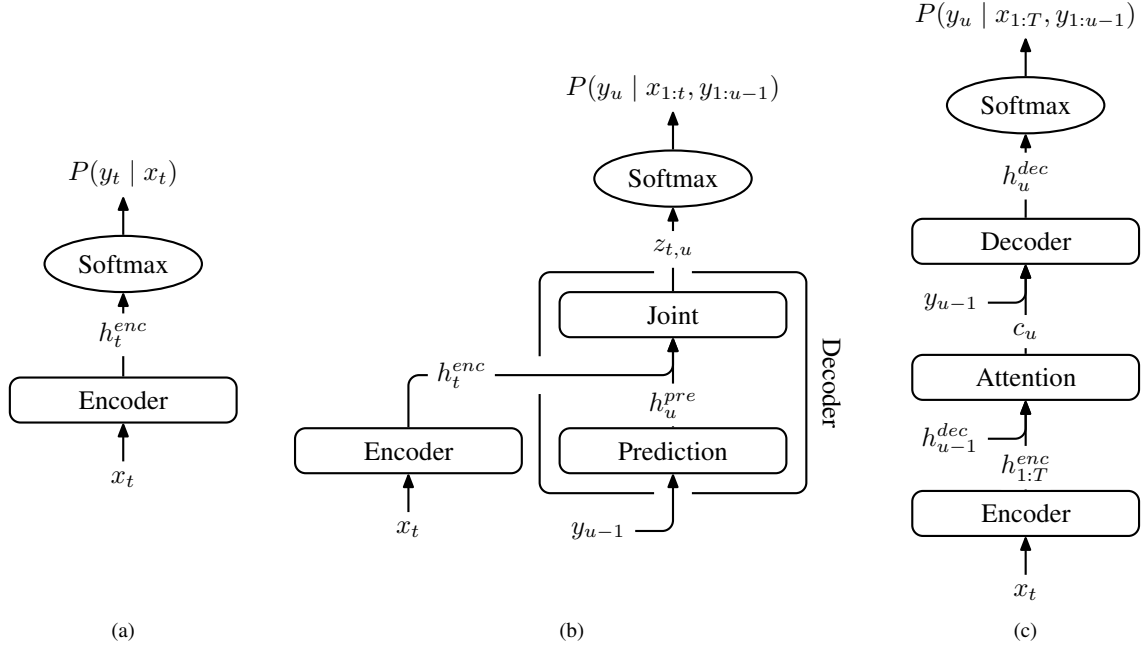 P(y_t | x_t)
Softmax
h_t^{enc}
Encoder
x_t
(a)
P(y_u | x_{1:t}, y_{1:u−1})
Softmax
z_{t,u}
Joint
h_t^{enc}
h_u^{pre}
Decoder
Encoder
Prediction
x_t
y_{u−1}
(b)
P(y_u | x_{1:T}, y_{1:u−1})
Softmax
h_u^{dec}
Decoder
y_{u−1}
c_u
Attention
h_{u−1}^{dec}
h_{1:T}^{enc}
Encoder
x_t
(c)